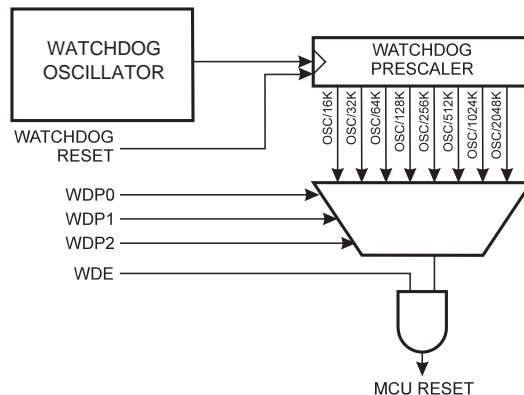 WATCHDOG
OSCILLATOR
WATCHDOG
PRESCALER
WATCHDOG
RESET
OSC/16K
OSC/32K
OSC/64K
OSC/128K
OSC/256K
OSC/512K
OSC/1024K
OSC/2048K
WDP0
WDP1
WDP2
WDE
MCU RESET